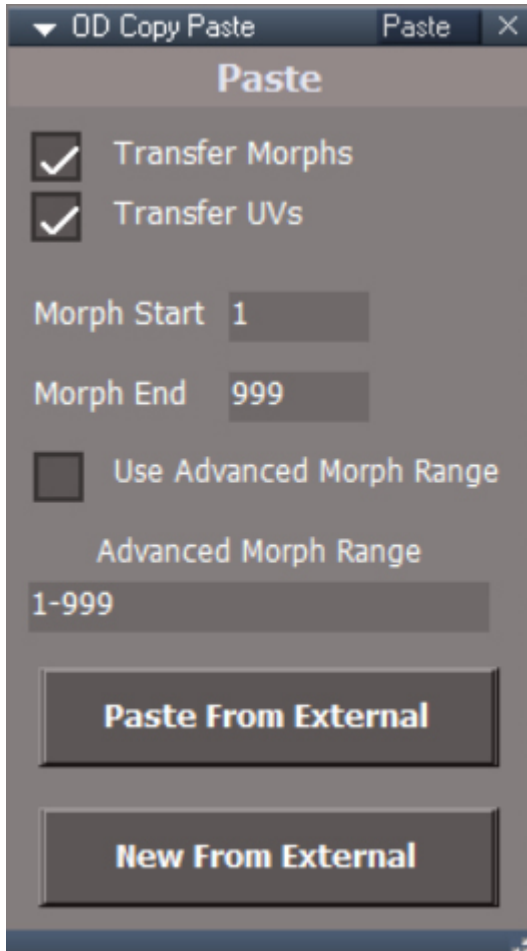 OD Copy Paste Paste
Paste
Transfer Morphs
Transfer UVs
Morph Start 1
Morph End 999
Use Advanced Morph Range
Advanced Morph Range
1-999
Paste From External
New From External